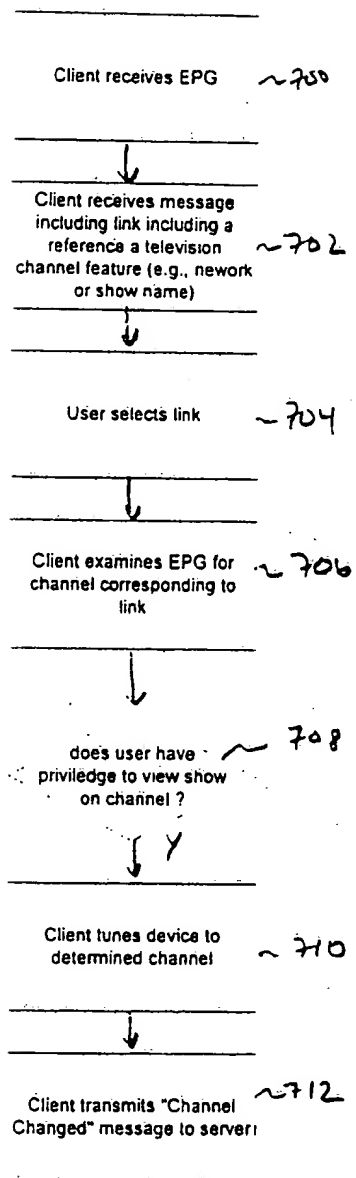 Client receives EPG ~700
Client receives message
including link including a
reference a television ~702
channel feature (e.g., nework
or show name)
User selects link ~704
Client examines EPG for ~706
channel corresponding to
link
does user have 708
priviledge to view show
on channel ?
Y
Client tunes device to
determined channel ~710
Client transmits "Channel ~712
Changed" message to server